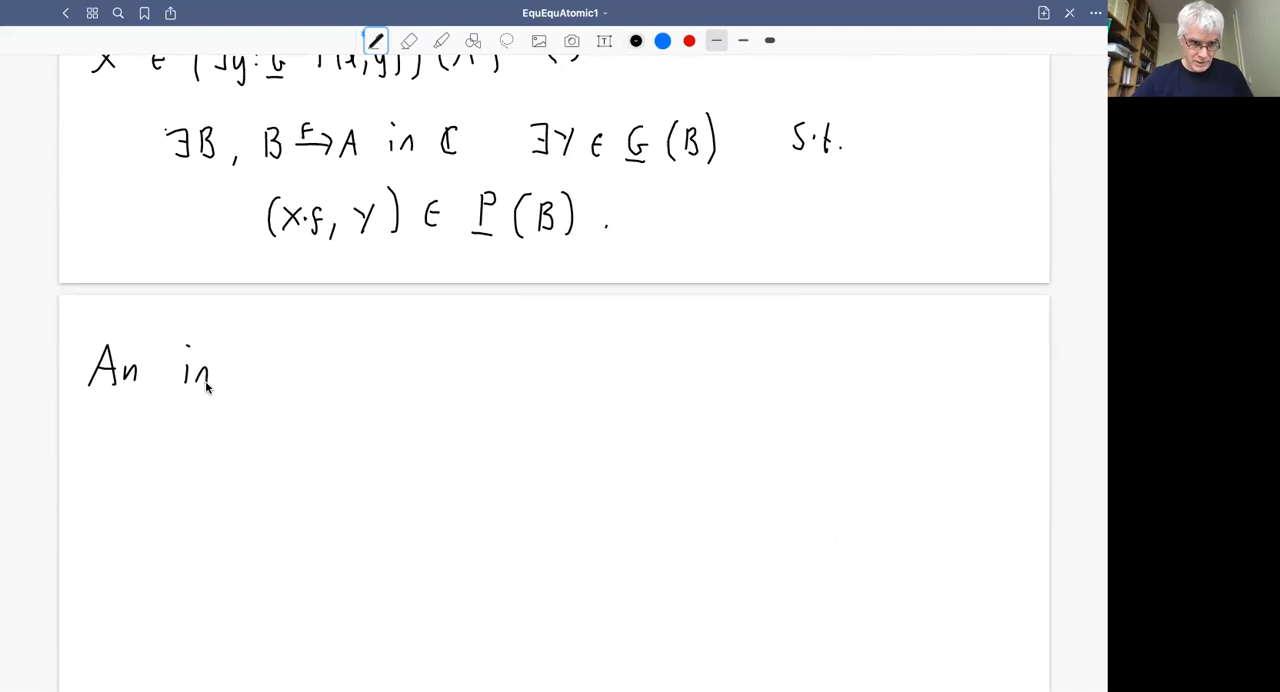 EquEquAtomic1
X ∈ (∃y:G
∃B, B →f A in ℂ ∃Y ∈ G(B) s.t.
(X·f, Y) ∈ P(B).
An in